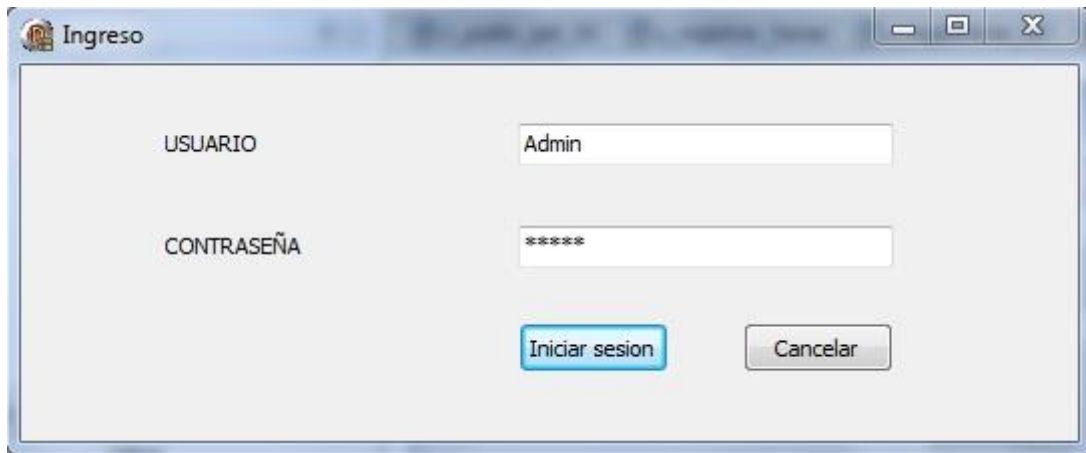 Ingreso
USUARIO Admin
CONTRASEÑA *****
Iniciar sesion Cancelar